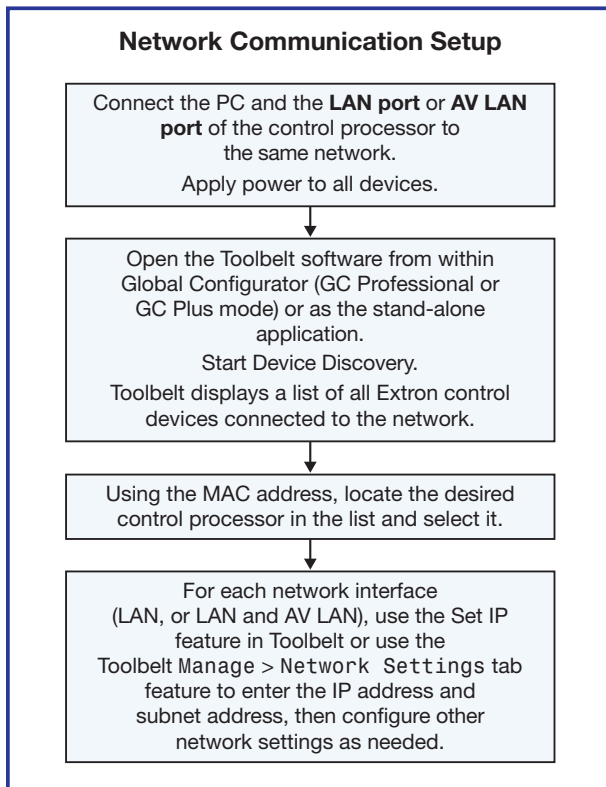 Network Communication Setup
Connect the PC and the LAN port or AV LAN
port of the control processor to
the same network.
Apply power to all devices.
Open the Toolbelt software from within
Global Configurator (GC Professional or
GC Plus mode) or as the stand-alone
application.
Start Device Discovery.
Toolbelt displays a list of all Extron control
devices connected to the network.
Using the MAC address, locate the desired
control processor in the list and select it.
For each network interface
(LAN, or LAN and AV LAN), use the Set IP
feature in Toolbelt or use the
Toolbelt Manage > Network Settings tab
feature to enter the IP address and
subnet address, then configure other
network settings as needed.